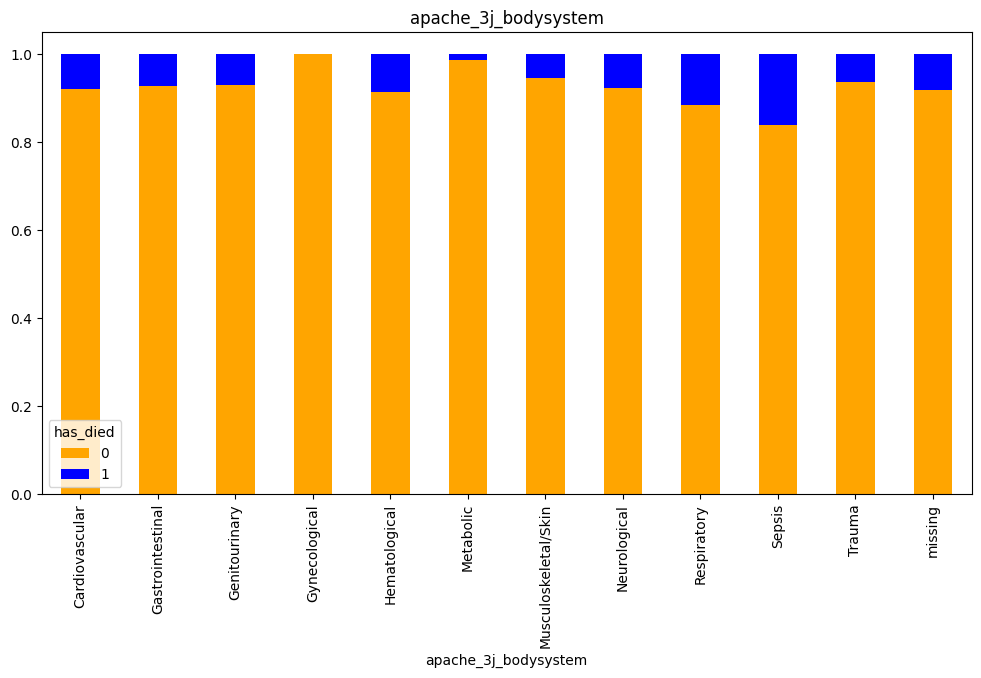 apache_3j_bodysystem
1.0
0.8
0.6
0.4
0.2
0.0
has_died
0
1
Cardiovascular
Gastrointestinal
Genitourinary
Gynecological
Hematological
Metabolic
Musculoskeletal/Skin
Neurological
Respiratory
Sepsis
Trauma
missing
apache_3j_bodysystem